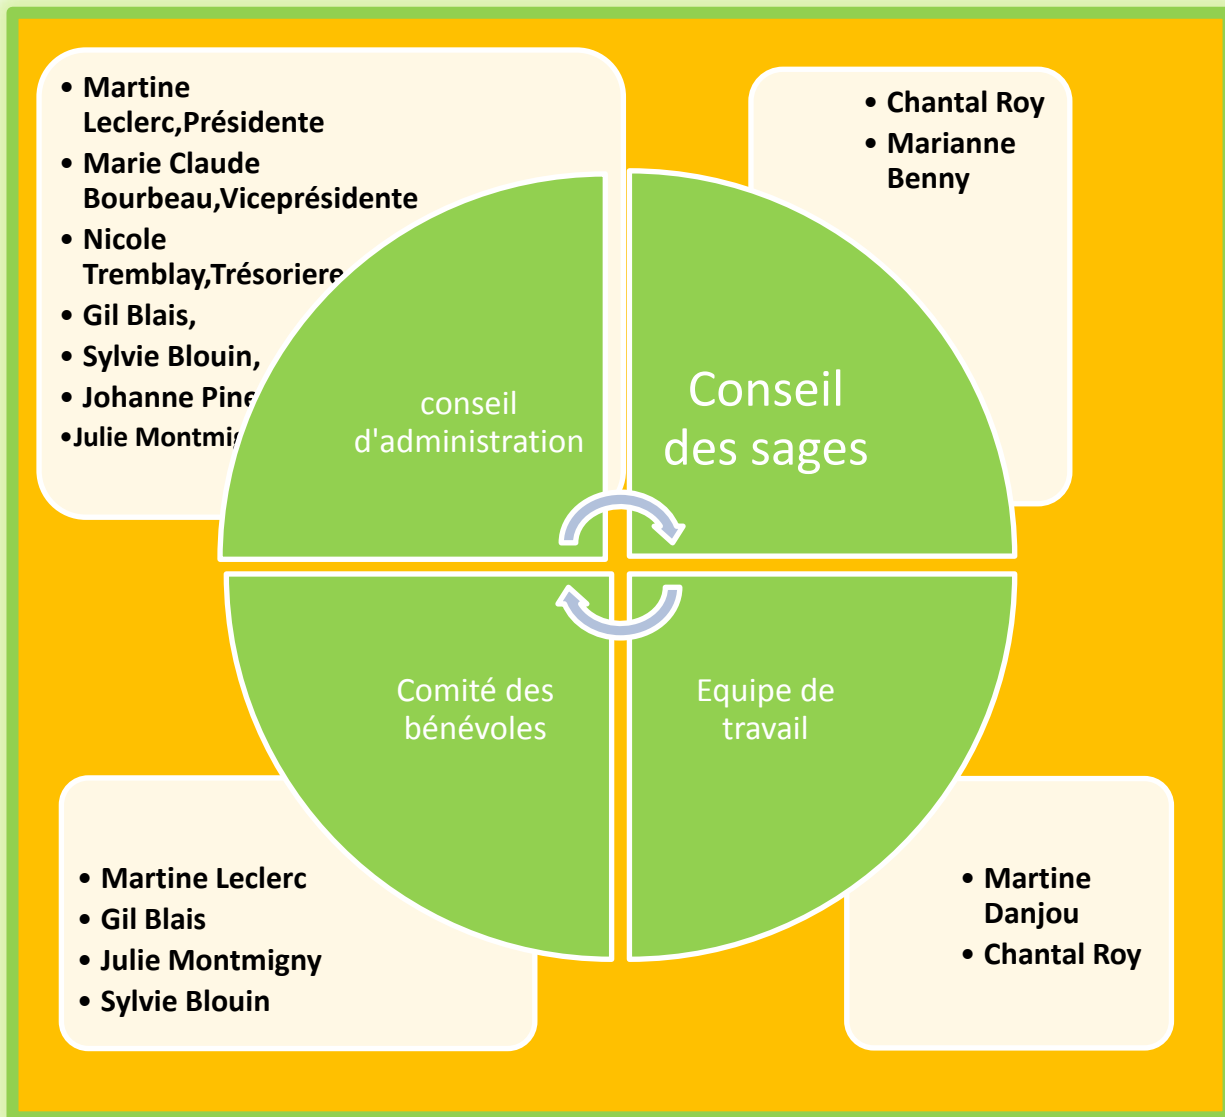 • Martine
Leclerc,Présidente
• Marie Claude
Bourbeau,Viceprésidente
• Nicole
Tremblay,Trésoriere
• Gil Blais,
• Sylvie Blouin,
• Johanne
•Julie
• Chantal Roy
• Marianne
Benny
conseil
d'administration
Conseil
des sages
Comité des
bénévoles
Equipe de
travail
• Martine Leclerc
• Gil Blais
• Julie Montmigny
• Sylvie Blouin
• Martine
Danjou
• Chantal Roy